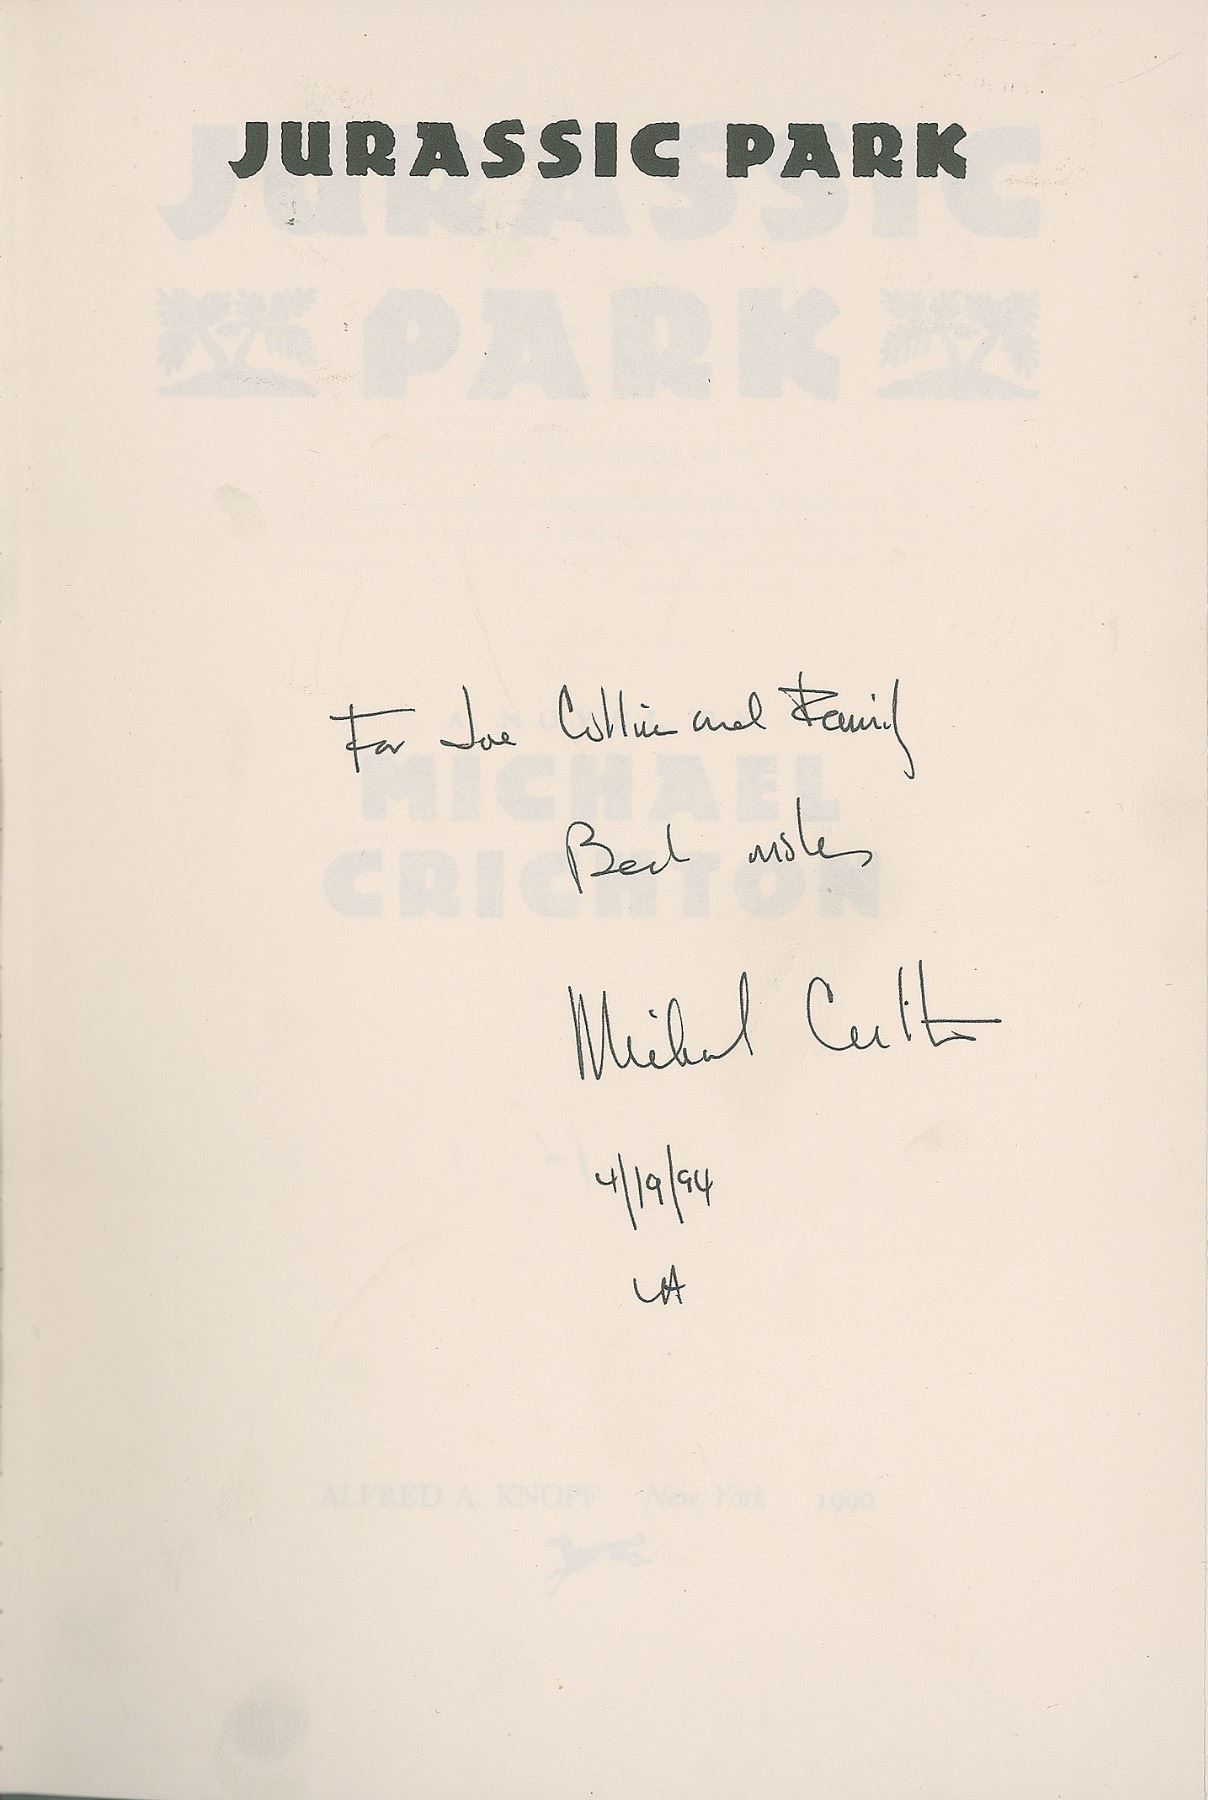 JURASSIC PARK
JURASSIC
PARK
For Joe Collin and Family
A NOVEL
MICHAEL
Best wishes
CRICHTON
Michael Crichton
4/19/94
LA
ALFRED A. KNOPF New York 1990